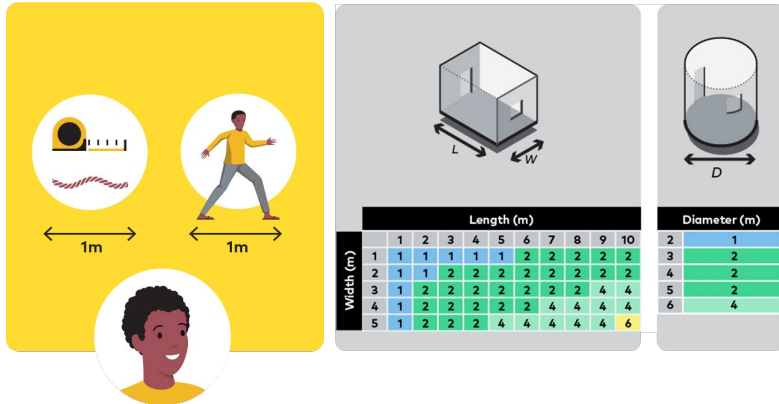 1m
1m
L
W
D
Length (m)
Width (m)
1 2 3 4 5 6 7 8 9 10
1 1 1 1 1 1 2 2 2 2 2
2 1 1 2 2 2 2 2 2 2 2
3 1 2 2 2 2 2 2 2 4 4
4 1 2 2 2 2 2 4 4 4 4
5 1 2 2 2 4 4 4 4 4 6
Diameter (m)
2 1
3 2
4 2
5 2
6 4